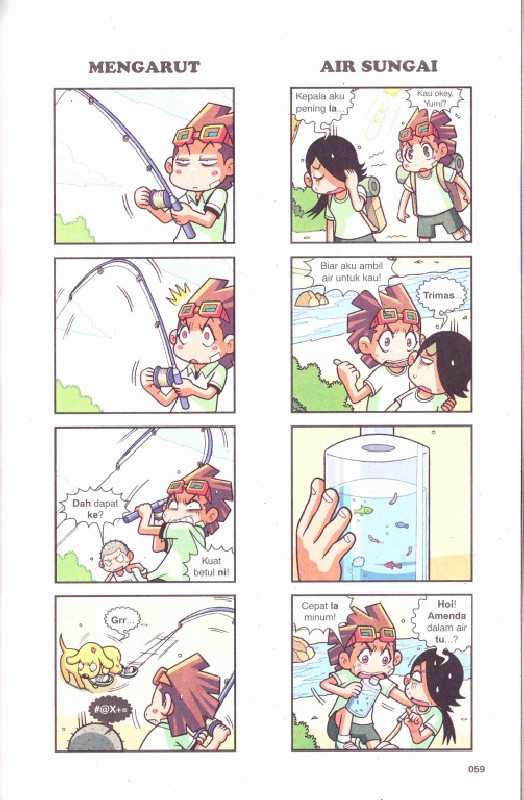 MENGARUT
Dah dapat
ke?
Kuat
betul ni!
Grr...
#@X+=
AIR SUNGAI
Kepala aku
pening la...
Kau okey,
Yumi?
Biar aku ambil
air untuk kau!
Trimas...
Cepat la
minum!
Hoi!
Amenda
dalam air
tu...?
059